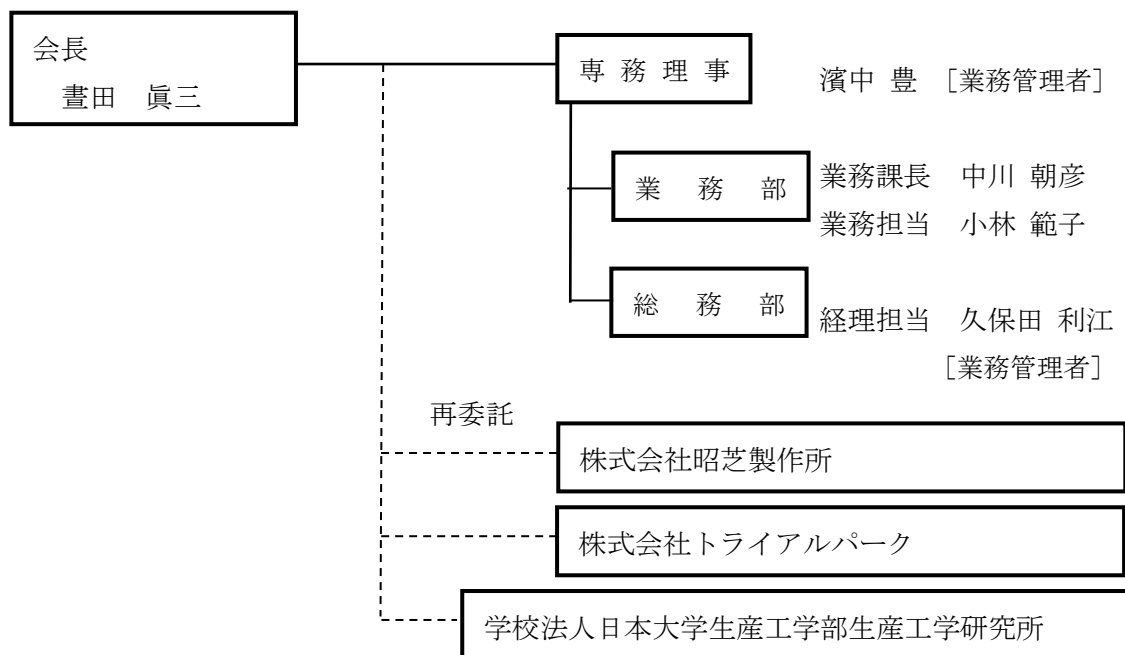 会長
晝田　眞三
専 務 理 事
濱中 豊　[業務管理者]
業　務　部
業務課長　中川 朝彦
業務担当　小林 範子
総　務　部
経理担当　久保田 利江
[業務管理者]
再委託
株式会社昭芝製作所
株式会社トライアルパーク
学校法人日本大学生産工学部生産工学研究所